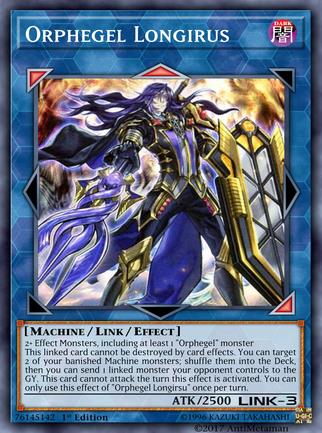 ORPHEGEL LONGIRUS
DARK
闇
[MACHINE / LINK / EFFECT]
2+ Effect Monsters, including at least 1 "Orphegel" monster
This linked card cannot be destroyed by card effects. You can target
2 of your banished Machine monsters; shuffle them into the Deck,
then you can send 1 linked monster your opponent controls to the
GY. This card cannot attack the turn this effect is activated. You can
only use this effect of "Orphegel Longirsu" once per turn.
ATK/2500 LINK-3
76145142 1st Edition ©1996 KAZUKI TAKAHASHI
©2017 AntiMetaman